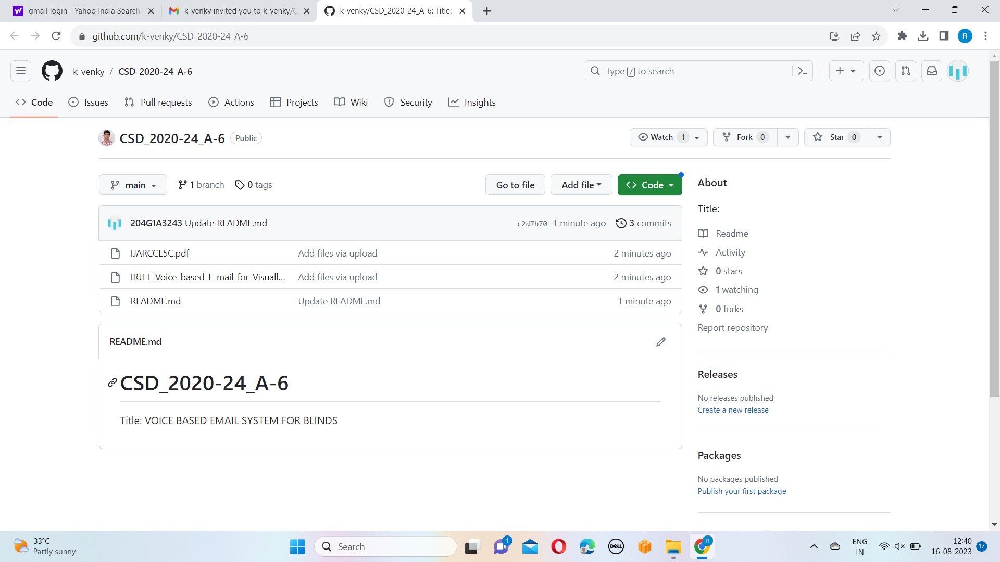 gmail login - Yahoo India Search
k-venky invited you to k-venky/C
k-venky/CSD_2020-24_A-6: Title:
github.com/k-venky/CSD_2020-24_A-6
R
k-venky / CSD_2020-24_A-6
Type / to search
Code
Issues
Pull requests
Actions
Projects
Wiki
Security
Insights
CSD_2020-24_A-6
Public
Watch 1
Fork 0
Star 0
main
1 branch
0 tags
Go to file
Add file
Code
204G1A3243 Update README.md
c2d7b70 1 minute ago
3 commits
IJARCCE5C.pdf
Add files via upload
2 minutes ago
IRJET_Voice_based_E_mail_for_Visuall...
Add files via upload
2 minutes ago
README.md
Update README.md
1 minute ago
README.md
CSD_2020-24_A-6
Title: VOICE BASED EMAIL SYSTEM FOR BLINDS
About
Title:
Readme
Activity
0 stars
1 watching
0 forks
Report repository
Releases
No releases published
Create a new release
Packages
No packages published
Publish your first package
33°C
Partly sunny
Search
1
DELL
R
ENG
IN
12:40
16-08-2023
17